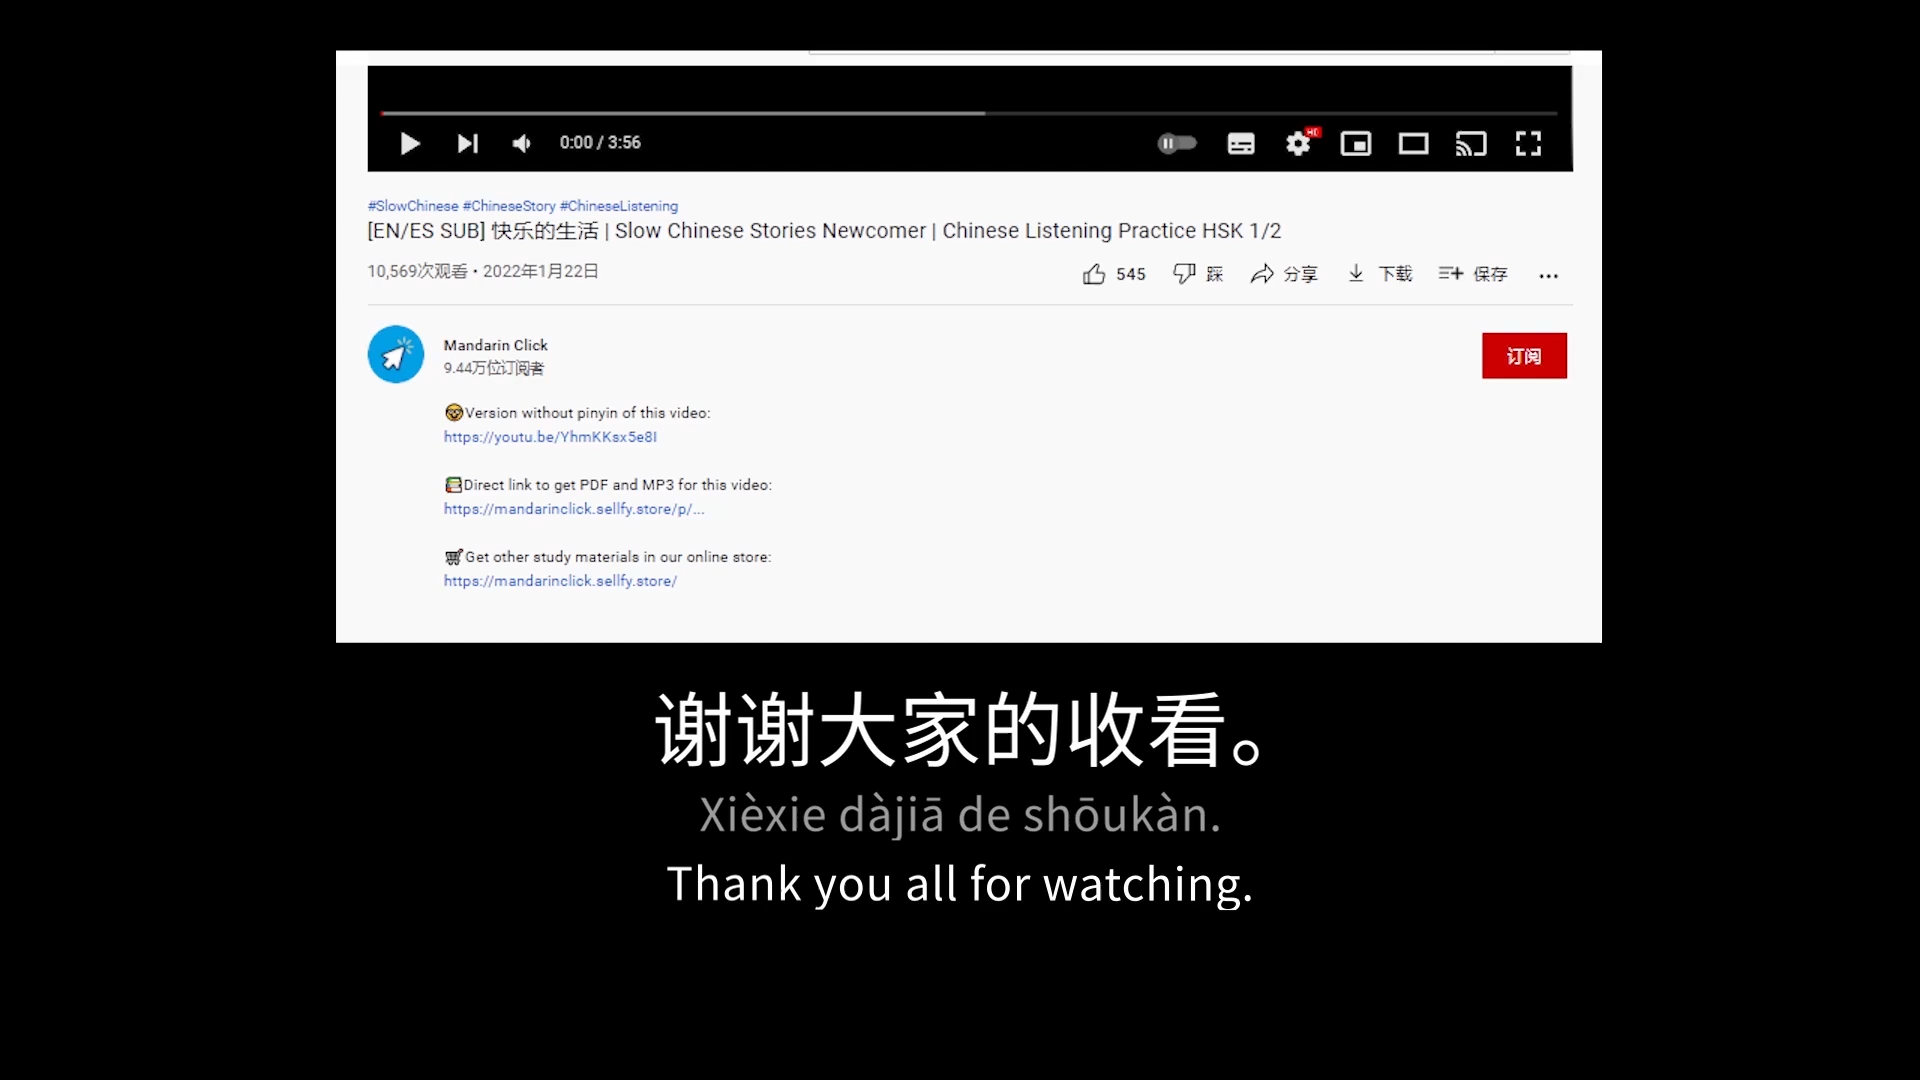 0:00 / 3:56
HD
#SlowChinese #ChineseStory #ChineseListening
[EN/ES SUB] 快乐的生活 | Slow Chinese Stories Newcomer | Chinese Listening Practice HSK 1/2
10,569次观看 • 2022年1月22日
545 踩 分享 下载 保存
Mandarin Click
9.44万位订阅者
订阅
Version without pinyin of this video:
https://youtu.be/YhmKKsx5e8I
Direct link to get PDF and MP3 for this video:
https://mandarinclick.sellfy.store/p/...
Get other study materials in our online store:
https://mandarinclick.sellfy.store/
谢谢大家的收看。
Xièxie dàjiā de shōukàn.
Thank you all for watching.